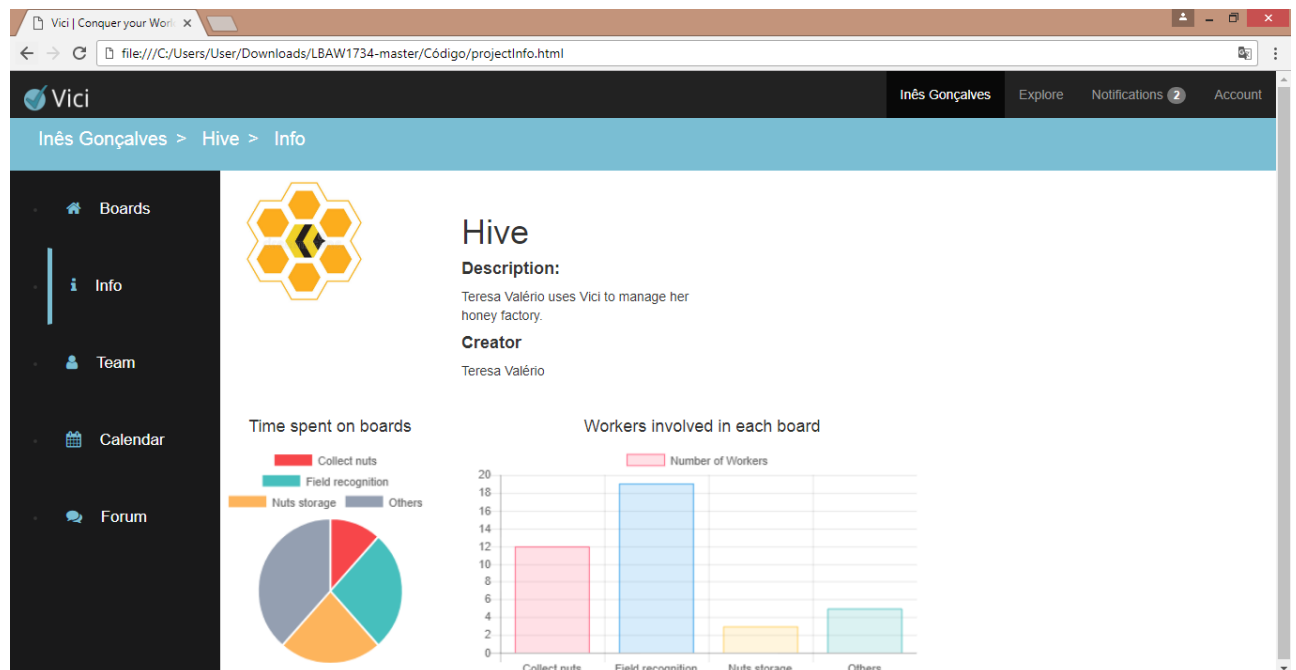 Vici | Conquer your Worl
file:///C:/Users/User/Downloads/LBAW1734-master/Código/projectInfo.html
Vici
Inês Gonçalves Explore Notifications 2 Account
Inês Gonçalves > Hive > Info
Boards
Info
Team
Calendar
Forum
Hive
Description:
Teresa Valério uses Vici to manage her
honey factory.
Creator
Teresa Valério
Time spent on boards
Collect nuts
Field recognition
Nuts storage Others
Workers involved in each board
Number of Workers
20
18
16
14
12
10
8
6
4
2
0
Collect nuts Field recognition Nuts storage Others